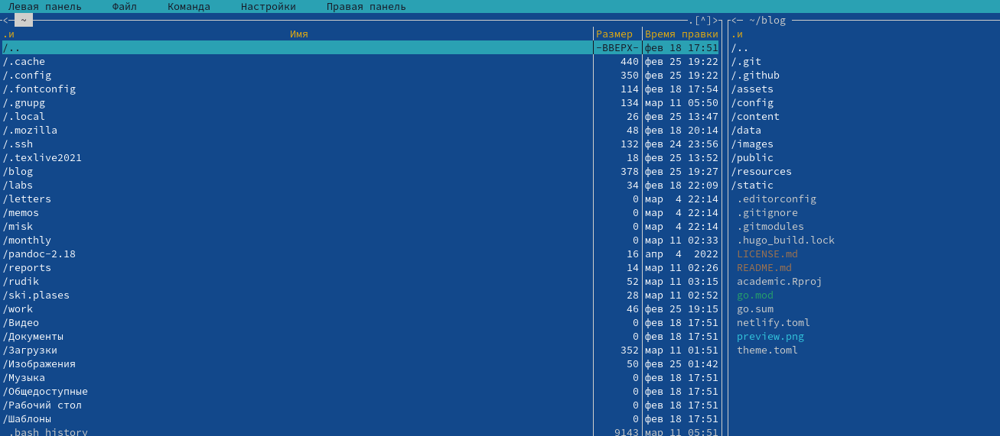 Левая панель Файл Команда Настройки Правая панель
<─ ~ .[^]> <─ ~/blog
.и Имя Размер Время правки .и
/.. -ВВЕРХ- фев 18 17:51 /..
/.cache 440 фев 25 19:22 /.git
/.config 350 фев 25 19:22 /.github
/.fontconfig 114 фев 18 17:54 /assets
/.gnupg 134 мар 11 05:50 /config
/.local 26 фев 25 13:47 /content
/.mozilla 48 фев 18 20:14 /data
/.ssh 132 фев 24 23:56 /images
/.texlive2021 18 фев 25 13:52 /public
/blog 378 фев 25 19:27 /resources
/labs 34 фев 18 22:09 /static
/letters 0 мар 4 22:14 .editorconfig
/memos 0 мар 4 22:14 .gitignore
/misk 0 мар 4 22:14 .gitmodules
/monthly 0 мар 11 02:33 .hugo_build.lock
/pandoc-2.18 16 апр 4 2022 LICENSE.md
/reports 14 мар 11 02:26 README.md
/rudik 52 мар 11 03:15 academic.Rproj
/ski.plases 28 мар 11 02:52 go.mod
/work 46 фев 25 19:15 go.sum
/Видео 0 фев 18 17:51 netlify.toml
/Документы 0 фев 18 17:51 preview.png
/Загрузки 352 мар 11 01:51 theme.toml
/Изображения 50 фев 25 01:42
/Музыка 0 фев 18 17:51
/Общедоступные 0 фев 18 17:51
/Рабочий стол 0 фев 18 17:51
/Шаблоны 0 фев 18 17:51
.bash_history 9143 мар 11 05:51